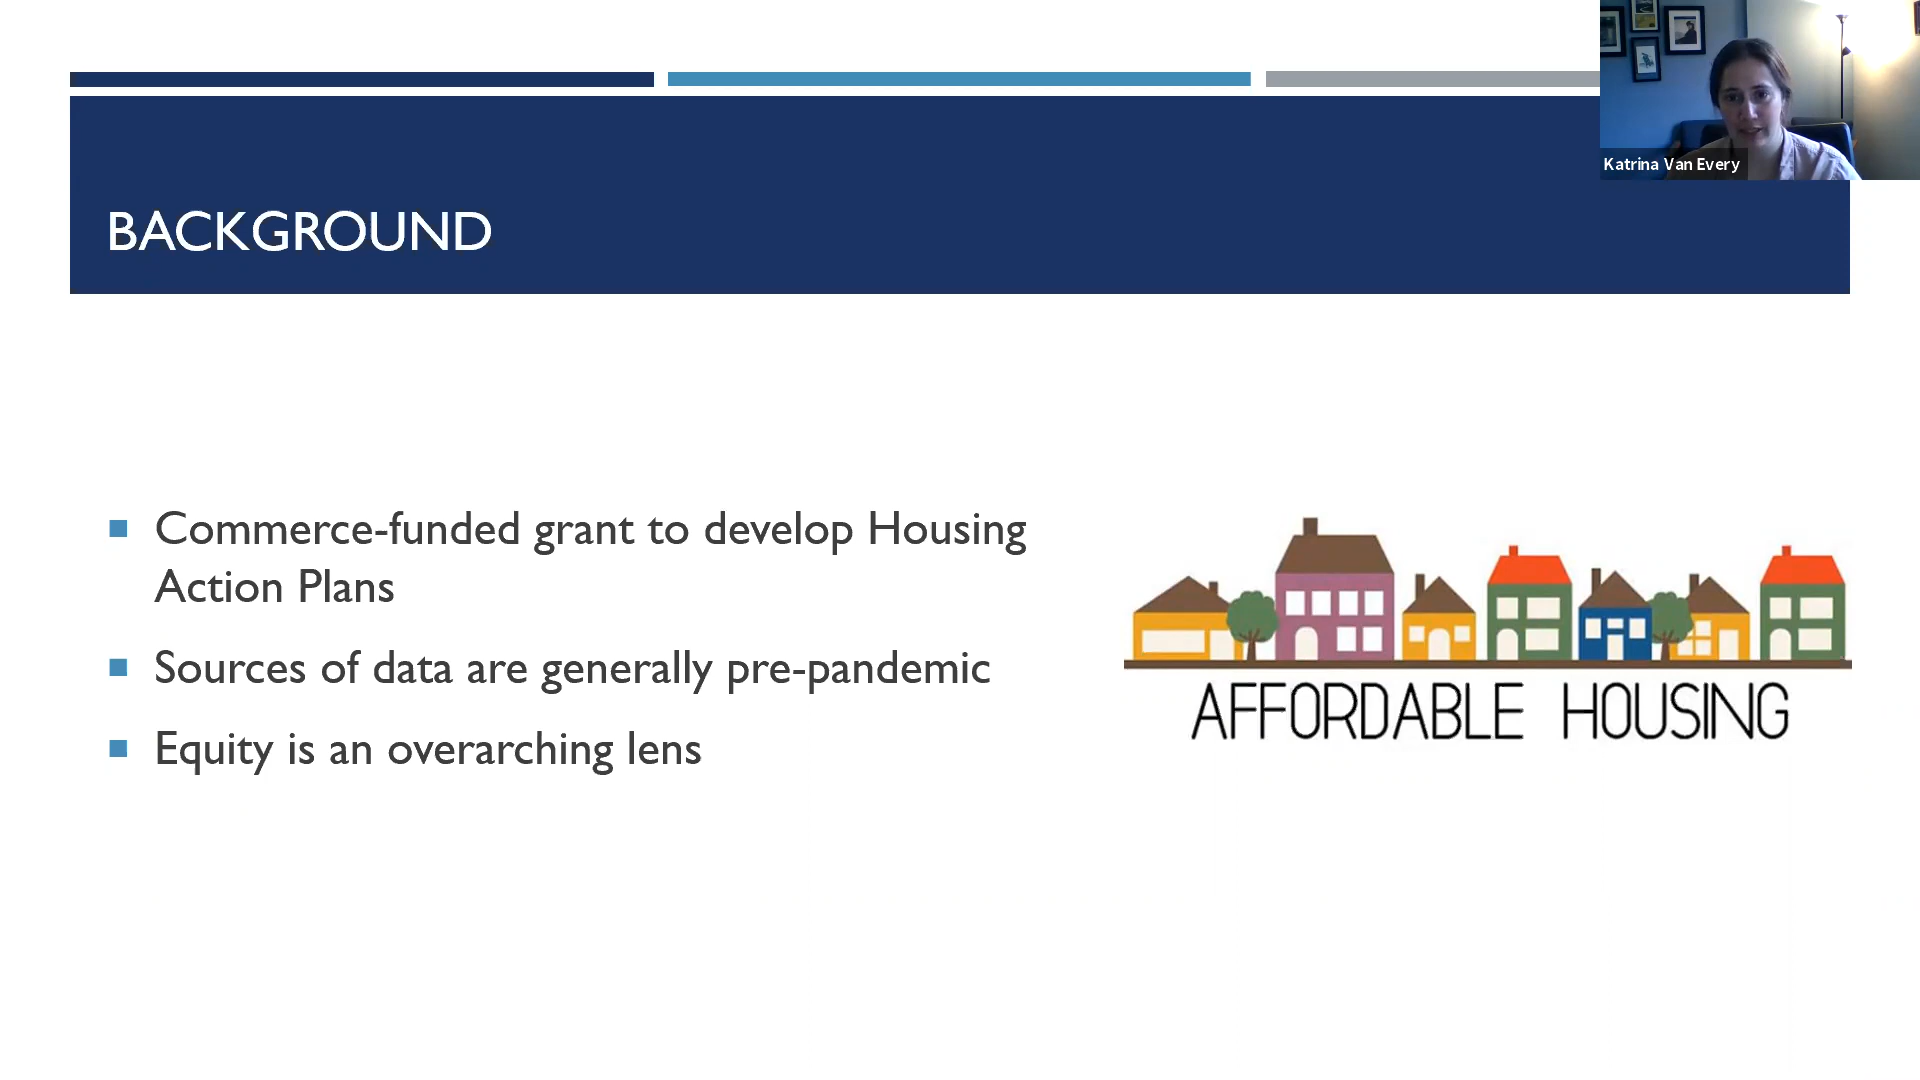 Katrina Van Every
BACKGROUND
Commerce-funded grant to develop Housing
Action Plans
Sources of data are generally pre-pandemic
Equity is an overarching lens
AFFORDABLE HOUSING